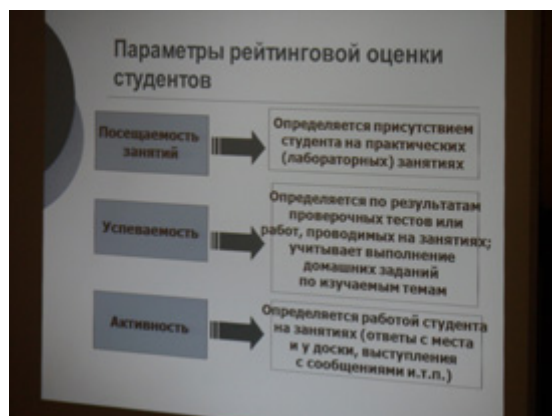 Параметры рейтинговой оценки
студентов
Посещаемость
занятий
Определяется присутствием
студента на практических
(лабораторных) занятиях
Успеваемость
Определяется по результатам
проверочных тестов или
работ, проводимых на занятиях;
учитывает выполнение
домашних заданий
по изучаемым темам
Активность
Определяется работой студента
на занятиях (ответы с места
и у доски, выступления
с сообщениями и.т.п.)